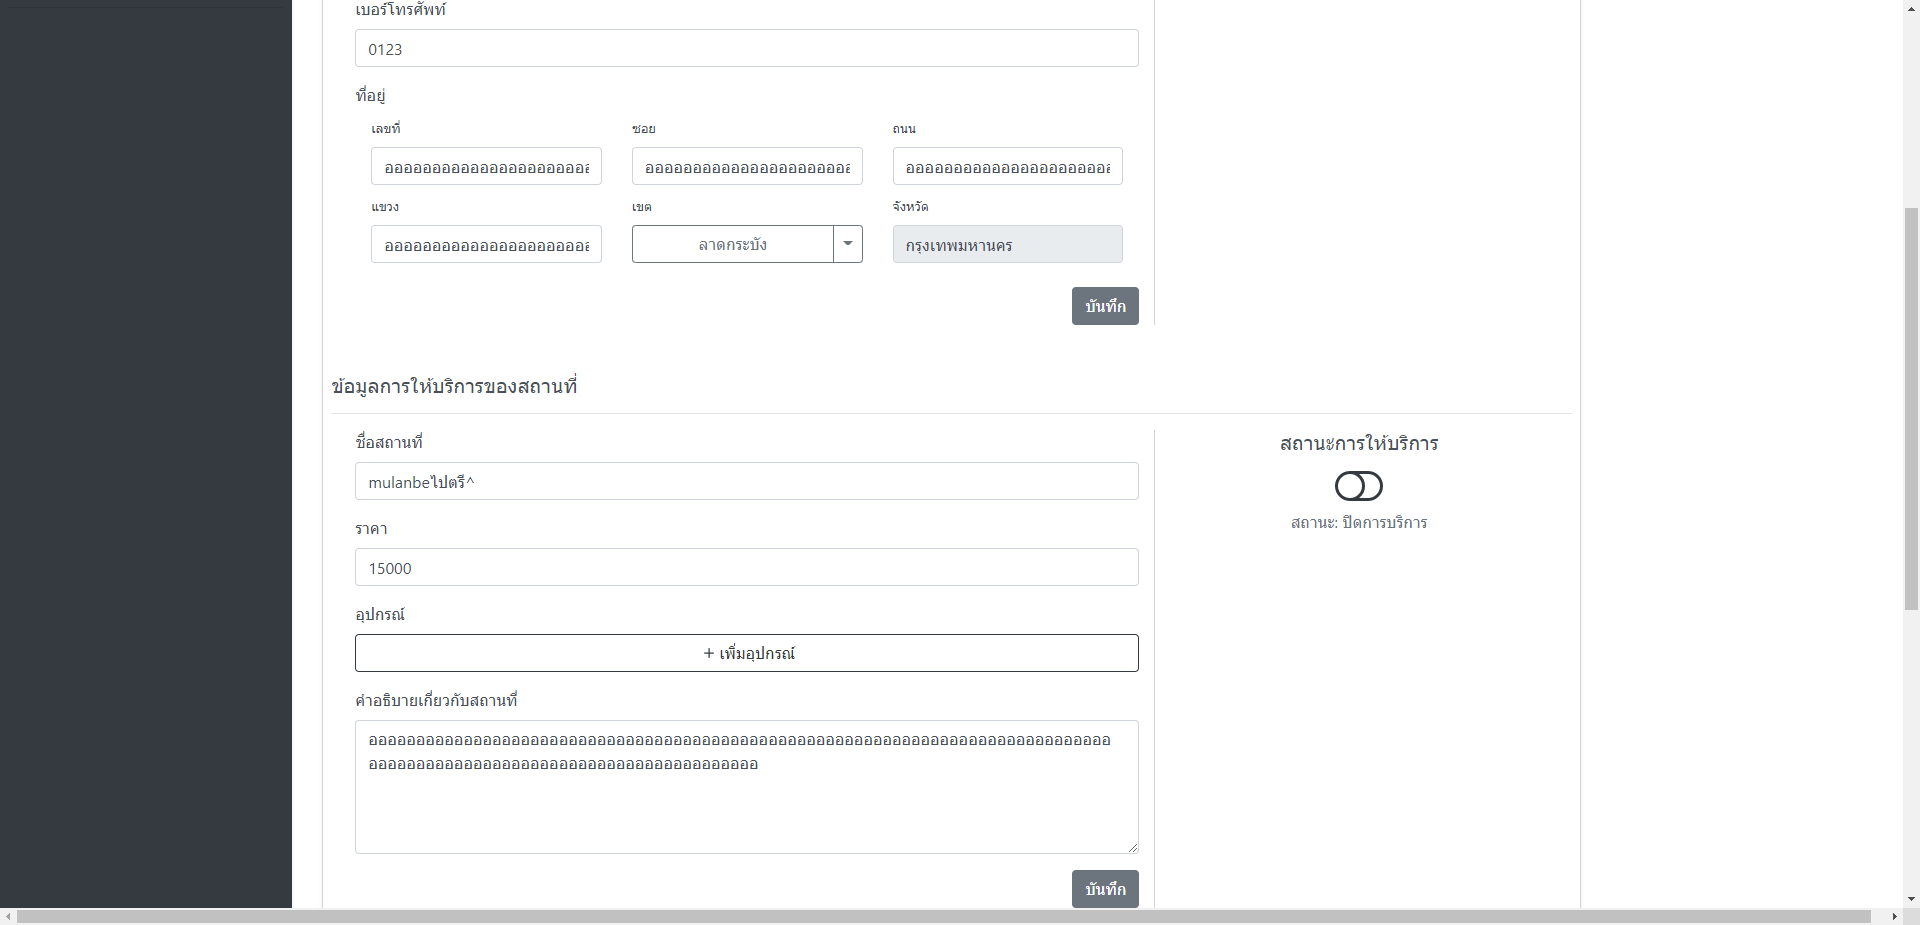 เบอร์โทรศัพท์
0123
ที่อยู่
เลขที่ ซอย ถนน
แขวง เขต จังหวัด
ลาดกระบัง กรุงเทพมหานคร
บันทึก
ข้อมูลการให้บริการของสถานที่
ชื่อสถานที่
mulanbeไปตรี^
ราคา
15000
อุปกรณ์
+ เพิ่มอุปกรณ์
คำอธิบายเกี่ยวกับสถานที่
บันทึก
สถานะการให้บริการ
สถานะ: ปิดการบริการ